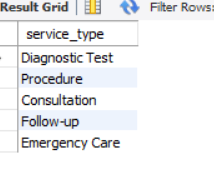 Result Grid Filter Rows:
service_type
Diagnostic Test
Procedure
Consultation
Follow-up
Emergency Care